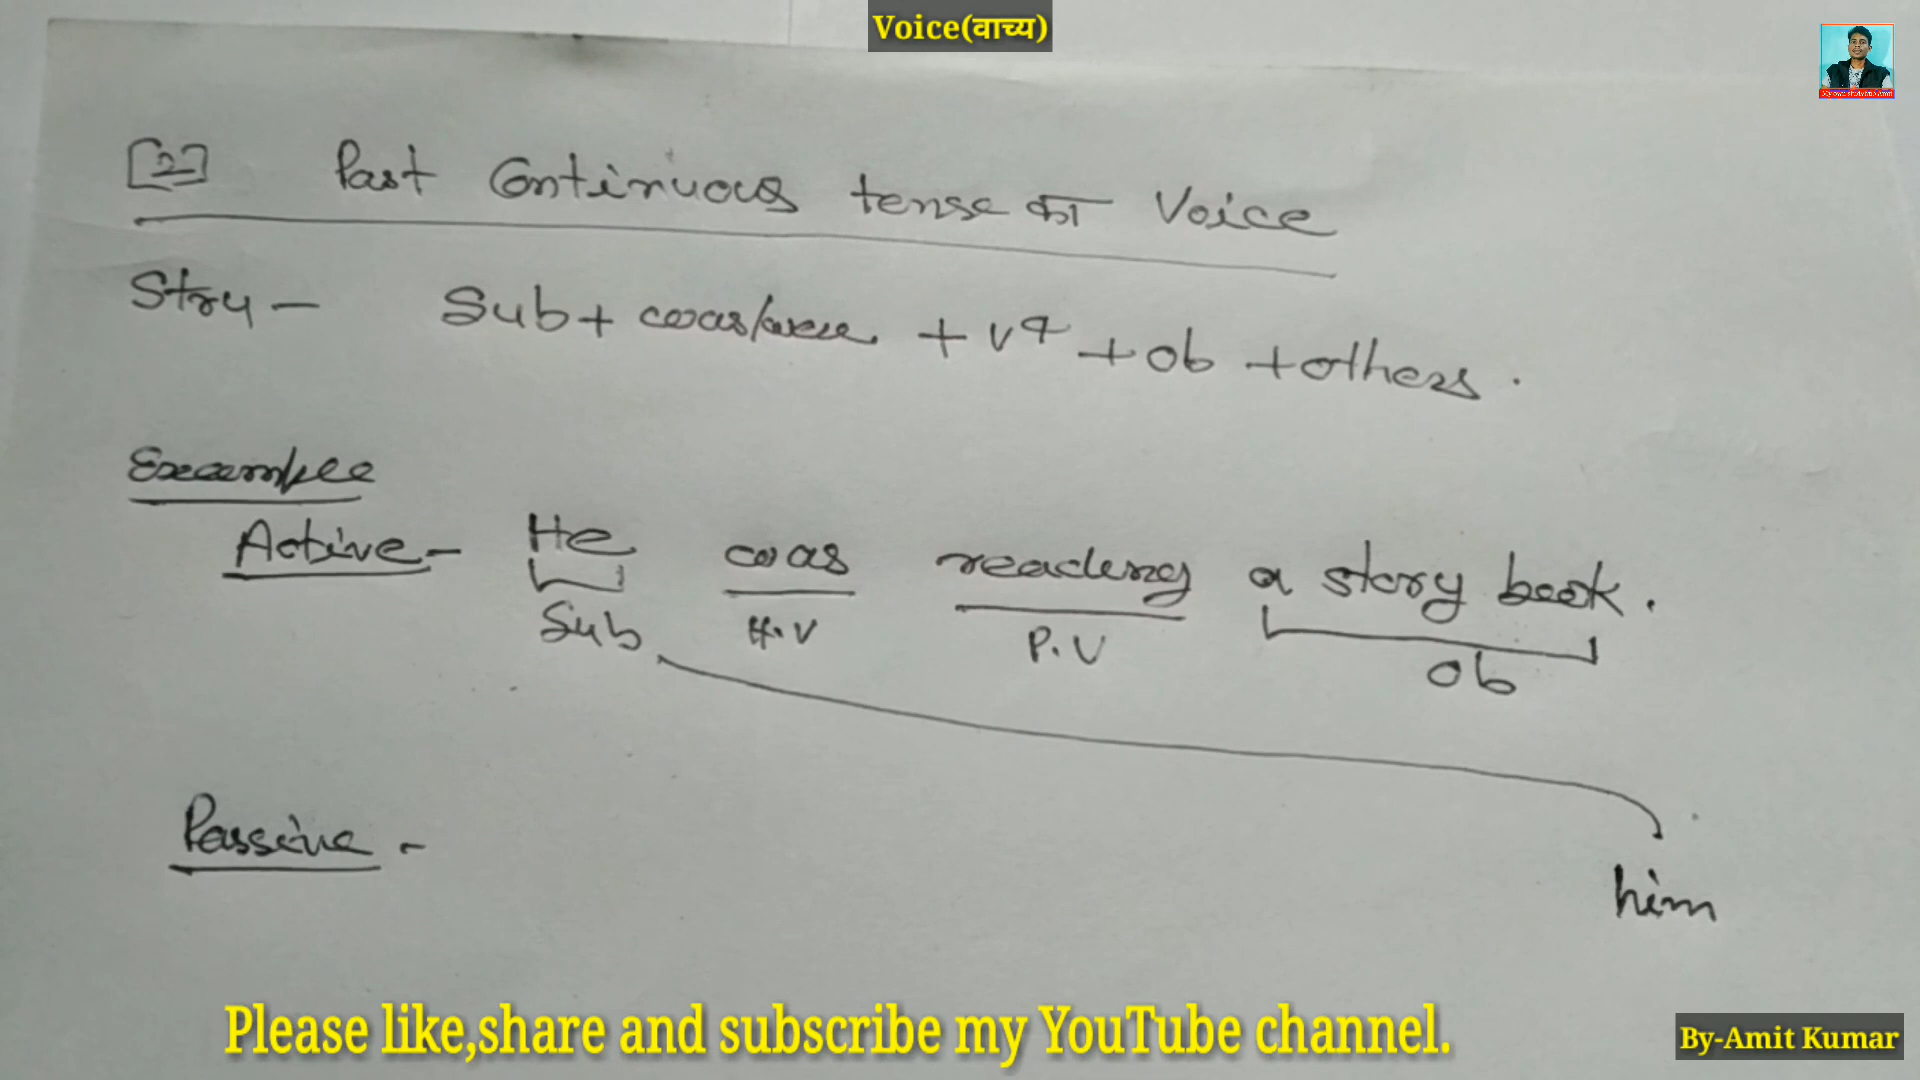 Voice(वाच्य)
[2] Past Continuous tense का Voice
Stru - Sub + was/were + v4 + ob + others.
Example
Active - He was reading a story book.
Sub H.V P.V ob
Passive -
him
Please like,share and subscribe my YouTube channel.
By-Amit Kumar